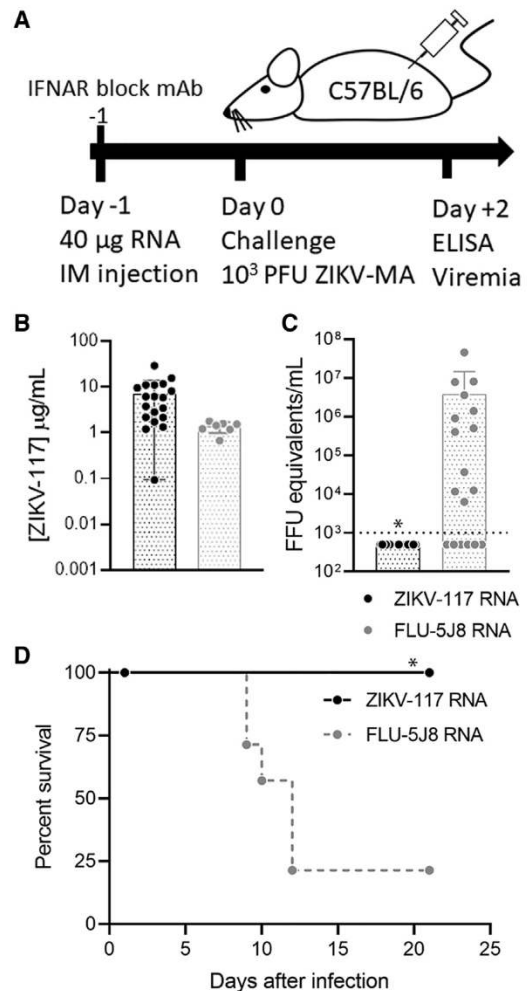 A
IFNAR block mAb
C57BL/6
-1
Day -1
40 µg RNA
IM injection
Day 0
Challenge
10³ PFU ZIKV-MA
Day +2
ELISA
Viremia
B
[ZIKV-117] µg/mL
100
10
1
0.1
0.01
0.001
C
FFU equivalents/mL
10⁸
10⁷
10⁶
10⁵
10⁴
10³
10²
*
ZIKV-117 RNA
FLU-5J8 RNA
D
Percent survival
100
75
50
25
0
*
ZIKV-117 RNA
FLU-5J8 RNA
0 5 10 15 20 25
Days after infection